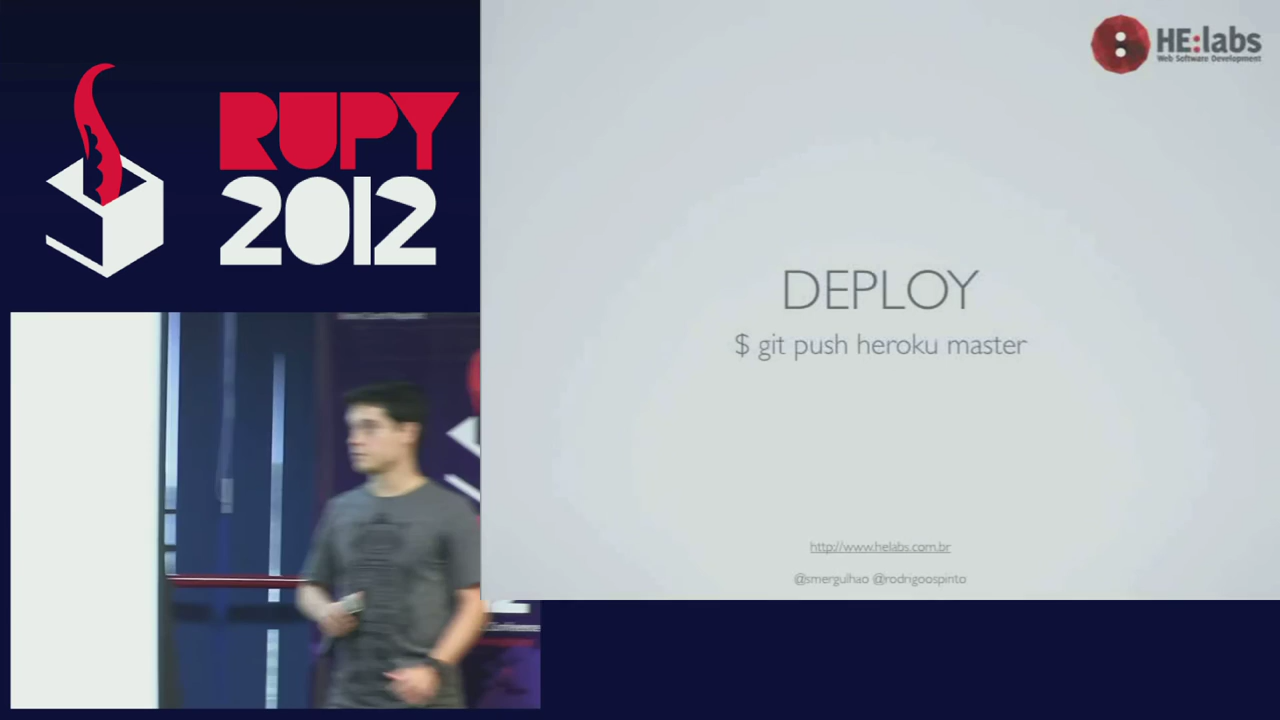 RUPY
2012
HE:labs
Web Software Development
DEPLOY
$ git push heroku master
http://www.helabs.com.br
@smergulhao @rodrigoospinto